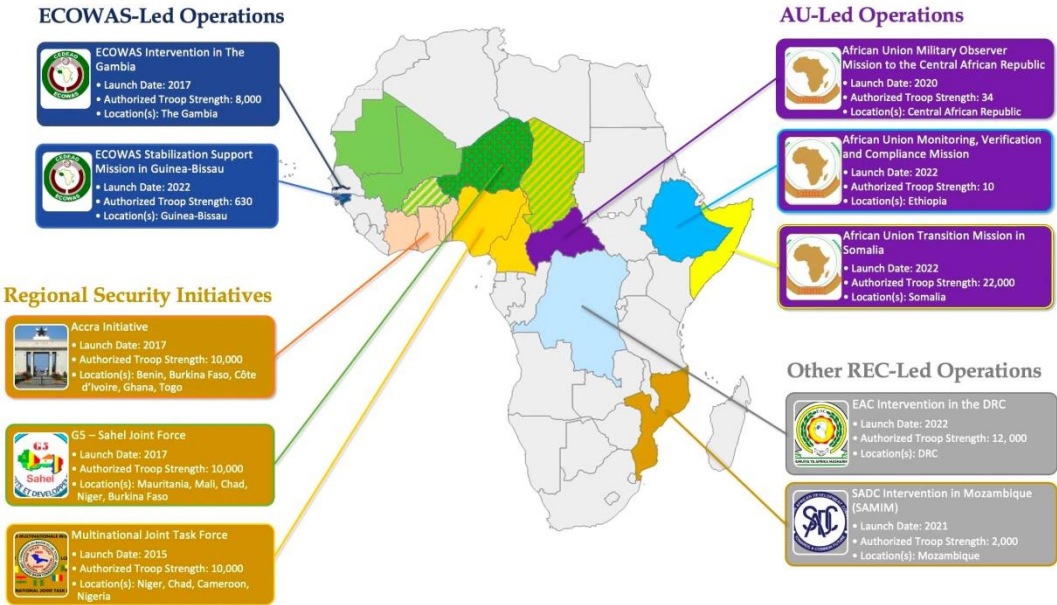 ECOWAS-Led Operations
CEDEAO
ECOWAS
ECOWAS Intervention in The
Gambia
• Launch Date: 2017
• Authorized Troop Strength: 8,000
• Location(s): The Gambia
CEDEAO
ECOWAS
ECOWAS Stabilization Support
Mission in Guinea-Bissau
• Launch Date: 2022
• Authorized Troop Strength: 630
• Location(s): Guinea-Bissau
Regional Security Initiatives
Accra Initiative
• Launch Date: 2017
• Authorized Troop Strength: 10,000
• Location(s): Benin, Burkina Faso, Côte
d’Ivoire, Ghana, Togo
G5
Sahel
G5 – Sahel Joint Force
• Launch Date: 2017
• Authorized Troop Strength: 10,000
• Location(s): Mauritania, Mali, Chad,
Niger, Burkina Faso
Multinational Joint Task Force
• Launch Date: 2015
• Authorized Troop Strength: 10,000
• Location(s): Niger, Chad, Cameroon,
Nigeria
AU-Led Operations
African Union Military Observer
Mission to the Central African Republic
• Launch Date: 2020
• Authorized Troop Strength: 34
• Location(s): Central African Republic
African Union Monitoring, Verification
and Compliance Mission
• Launch Date: 2022
• Authorized Troop Strength: 10
• Location(s): Ethiopia
African Union Transition Mission in
Somalia
• Launch Date: 2022
• Authorized Troop Strength: 22,000
• Location(s): Somalia
Other REC-Led Operations
EAC
EAC Intervention in the DRC
• Launch Date: 2022
• Authorized Troop Strength: 12, 000
• Location(s): DRC
SADC
SADC Intervention in Mozambique
(SAMIM)
• Launch Date: 2021
• Authorized Troop Strength: 2,000
• Location(s): Mozambique